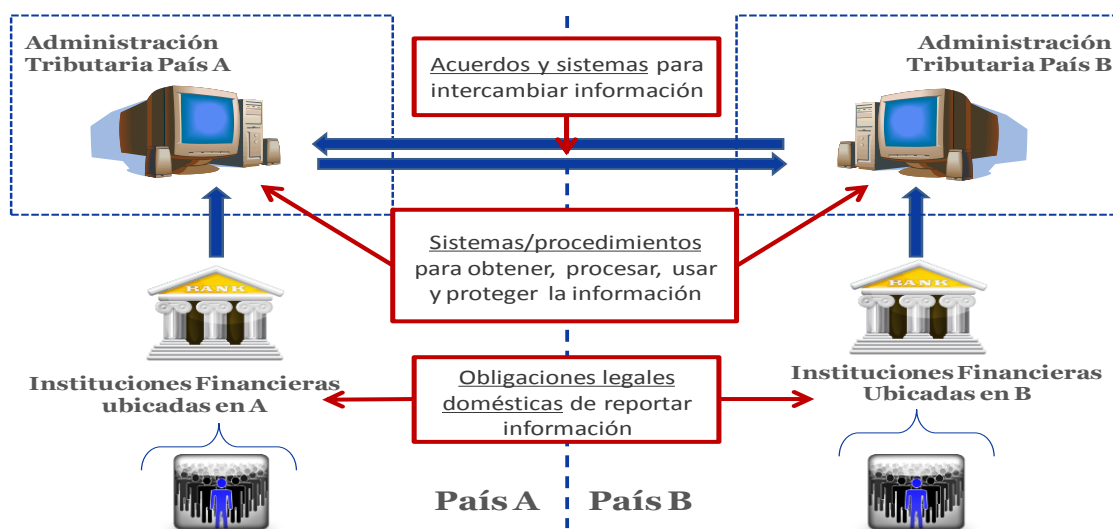 Administración
Tributaria País A
Acuerdos y sistemas para
intercambiar información
Administración
Tributaria País B
Sistemas/procedimientos
para obtener, procesar, usar
y proteger la información
BANK
BANK
Instituciones Financieras
ubicadas en A
Obligaciones legales
domésticas de reportar
información
Instituciones Financieras
Ubicadas en B
País A
País B